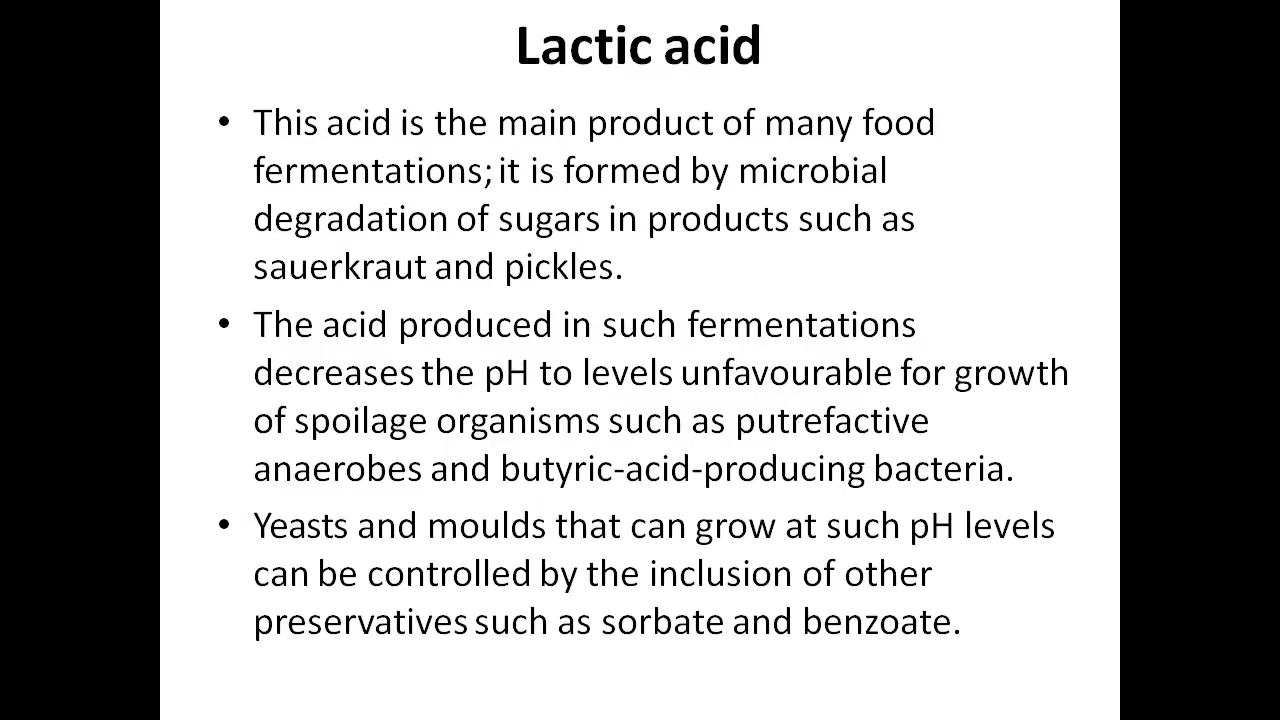 Lactic acid
• This acid is the main product of many food
fermentations; it is formed by microbial
degradation of sugars in products such as
sauerkraut and pickles.
• The acid produced in such fermentations
decreases the pH to levels unfavourable for growth
of spoilage organisms such as putrefactive
anaerobes and butyric-acid-producing bacteria.
• Yeasts and moulds that can grow at such pH levels
can be controlled by the inclusion of other
preservatives such as sorbate and benzoate.